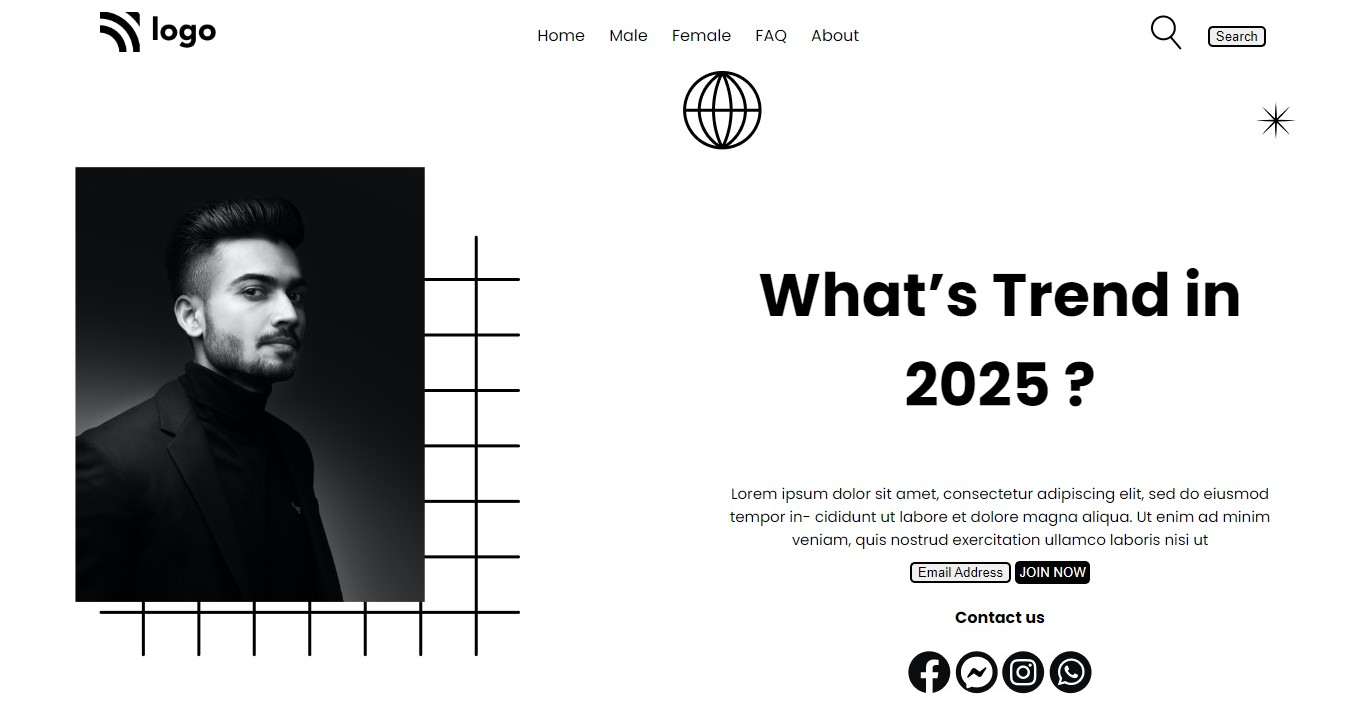 logo
Home Male Female FAQ About
Search
What’s Trend in
2025 ?
Lorem ipsum dolor sit amet, consectetur adipiscing elit, sed do eiusmod
tempor in- cididunt ut labore et dolore magna aliqua. Ut enim ad minim
veniam, quis nostrud exercitation ullamco laboris nisi ut
Email Address JOIN NOW
Contact us